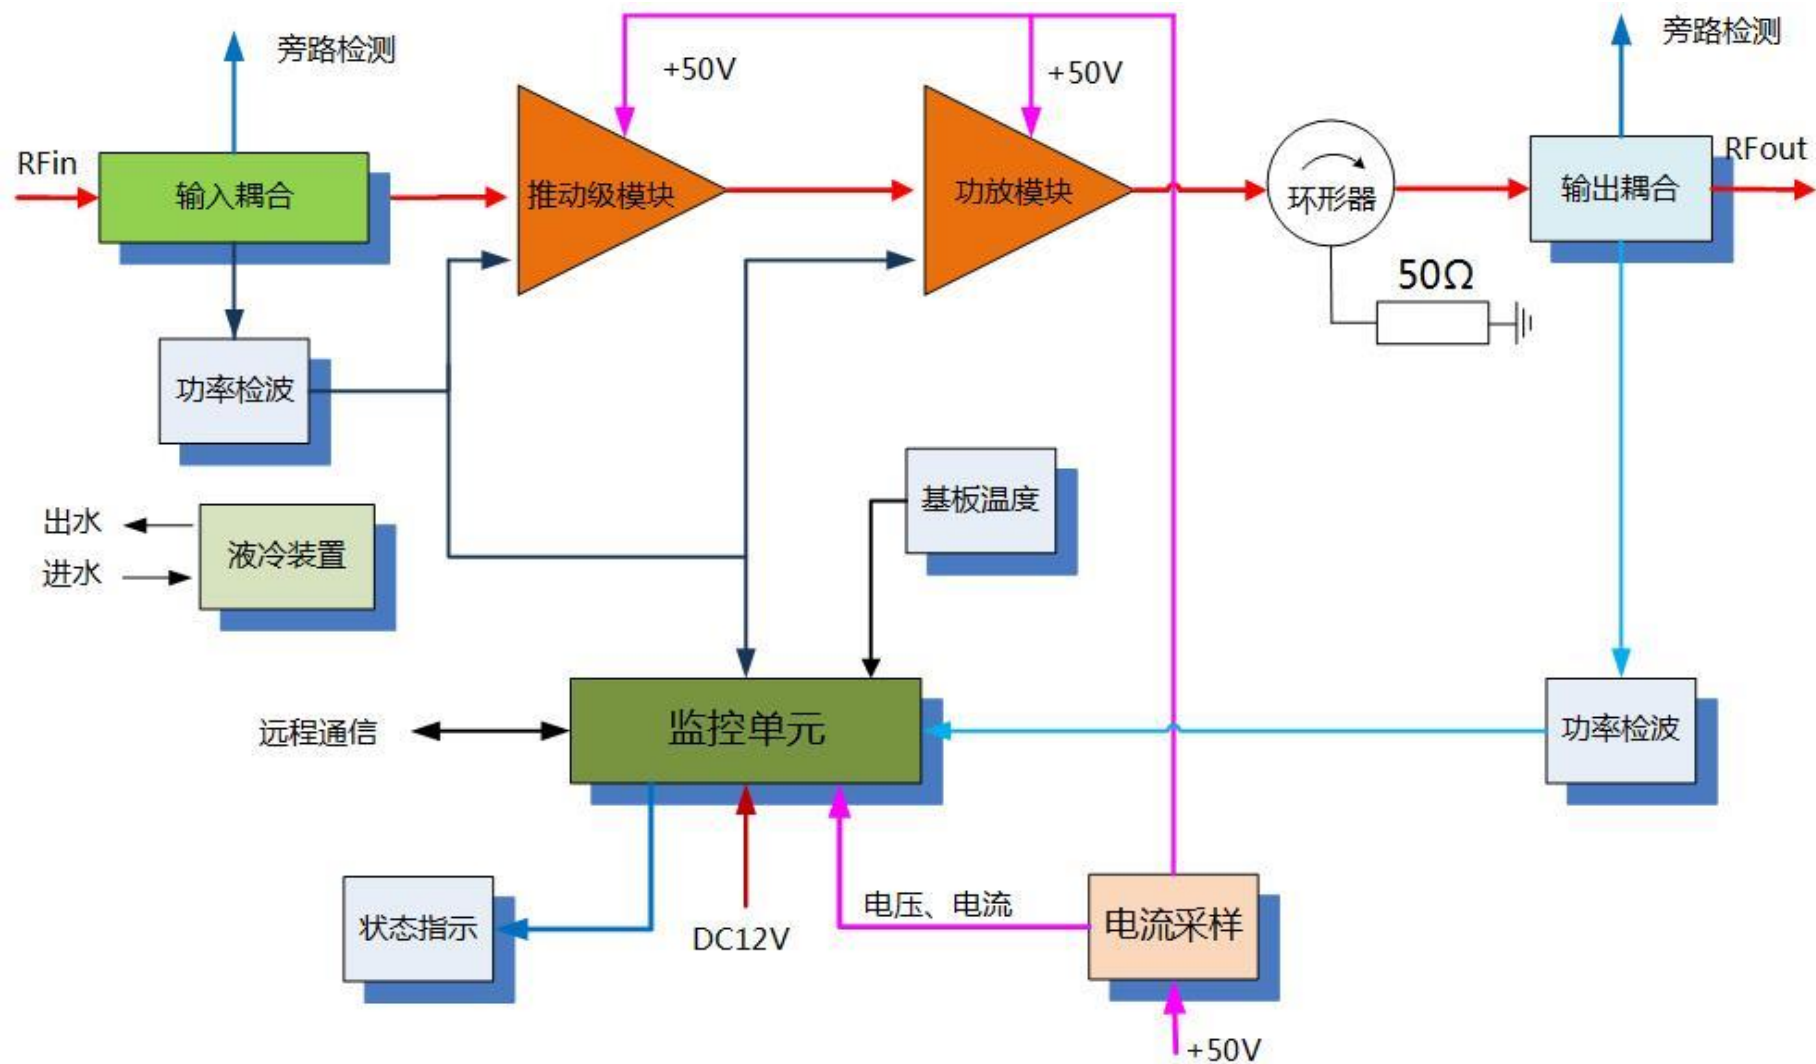 旁路检测
旁路检测
+50V
+50V
RFin
输入耦合
推动级模块
功放模块
环形器
输出耦合
RFout
50Ω
功率检波
基板温度
出水
进水
液冷装置
远程通信
监控单元
功率检波
状态指示
DC12V
电压、电流
电流采样
+50V